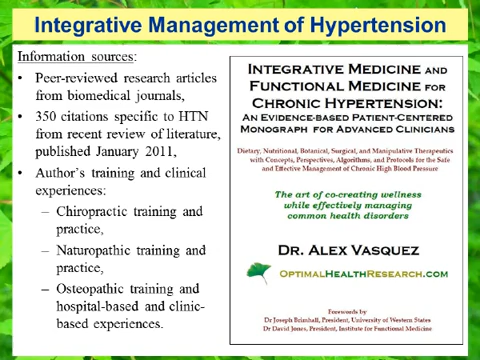 Integrative Management of Hypertension
Information sources:
• Peer-reviewed research articles
from biomedical journals,
• 350 citations specific to HTN
from recent review of literature,
published January 2011,
• Author's training and clinical
experiences:
– Chiropractic training and
practice,
– Naturopathic training and
practice,
– Osteopathic training and
hospital-based and clinic-
based experiences.
INTEGRATIVE MEDICINE AND
FUNCTIONAL MEDICINE FOR
CHRONIC HYPERTENSION:
AN EVIDENCE-BASED PATIENT-CENTERED
MONOGRAPH FOR ADVANCED CLINICIANS
Dietary, Nutritional, Botanical, Surgical, and Manipulative Therapeutics
with Concepts, Perspectives, Algorithms, and Protocols for the Safe
and Effective Management of Chronic High Blood Pressure
The art of co-creating wellness
while effectively managing
common health disorders
DR. ALEX VASQUEZ
OPTIMALHEALTHRESEARCH.COM
Forewords by
Dr Joseph Brimhall, President, University of Western States
Dr David Jones, President, Institute for Functional Medicine